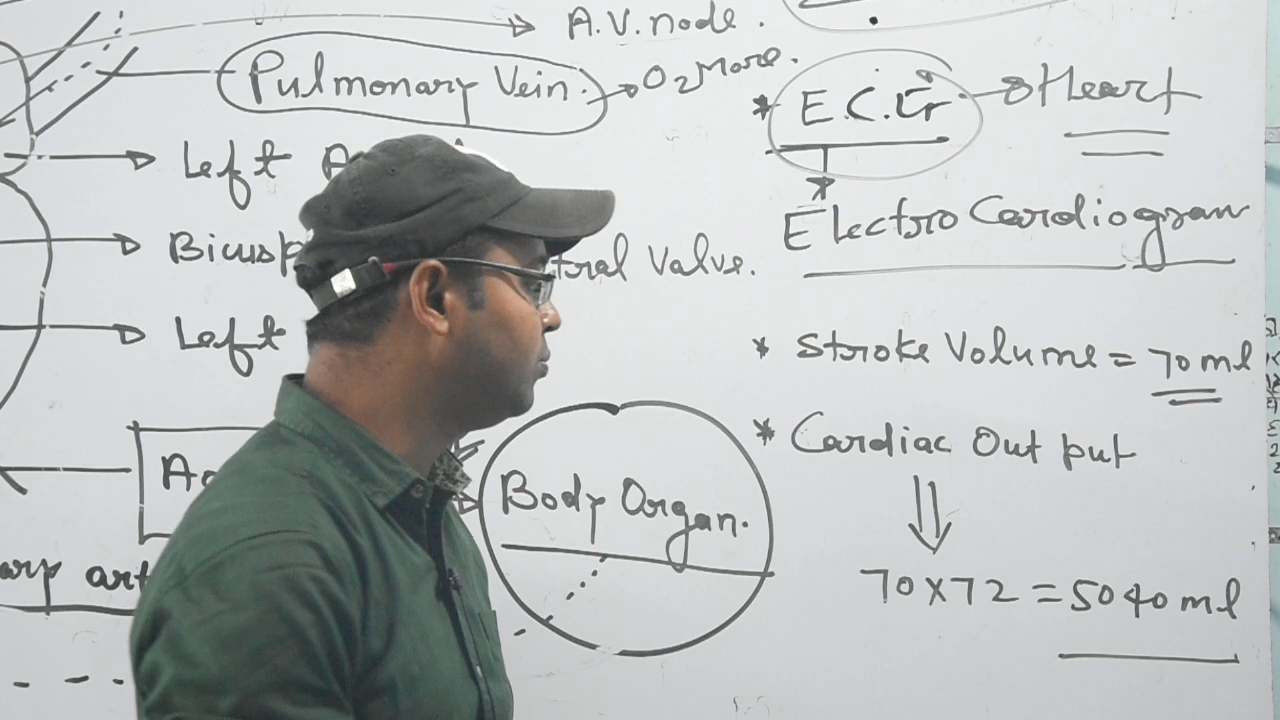 A.V. node.
Pulmonary Vein. O2 More.
Left A
Bicusp tral Valve.
Left
Ao
ary art
Body Organ.
* E.C.G Heart
Electro Cardiogram
* Stroke Volume = 70 ml
* Cardiac Out put
70 x 72 = 5040 ml